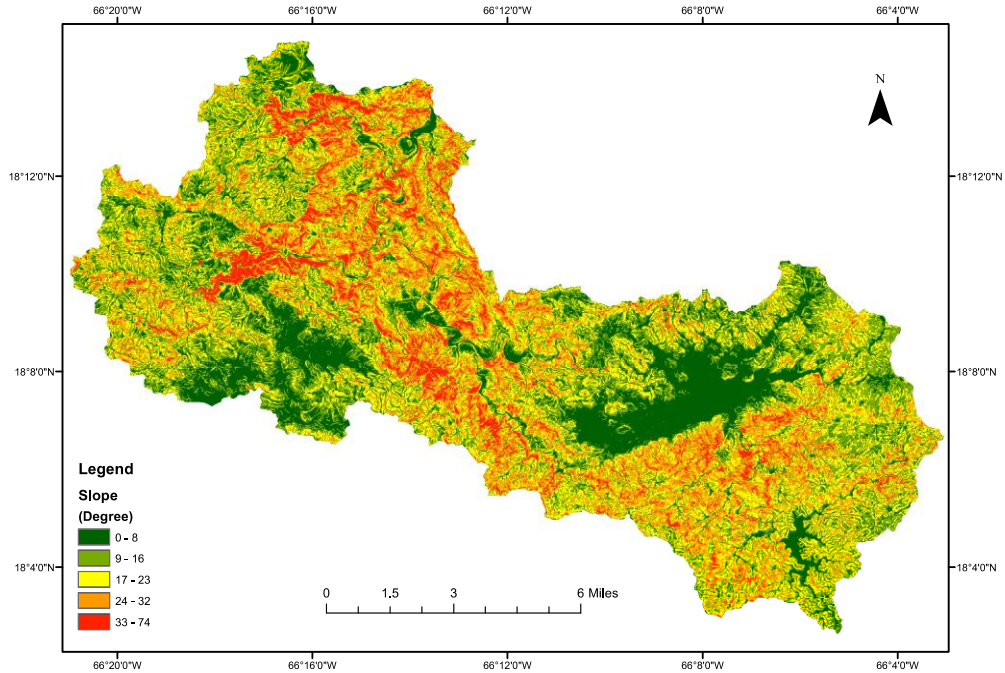 66°20'0"W 66°16'0"W 66°12'0"W 66°8'0"W 66°4'0"W
N
18°12'0"N 18°12'0"N
18°8'0"N 18°8'0"N
Legend
Slope
(Degree)
0 - 8
9 - 16
17 - 23
24 - 32
33 - 74
18°4'0"N 18°4'0"N
0 1.5 3 6 Miles
66°20'0"W 66°16'0"W 66°12'0"W 66°8'0"W 66°4'0"W